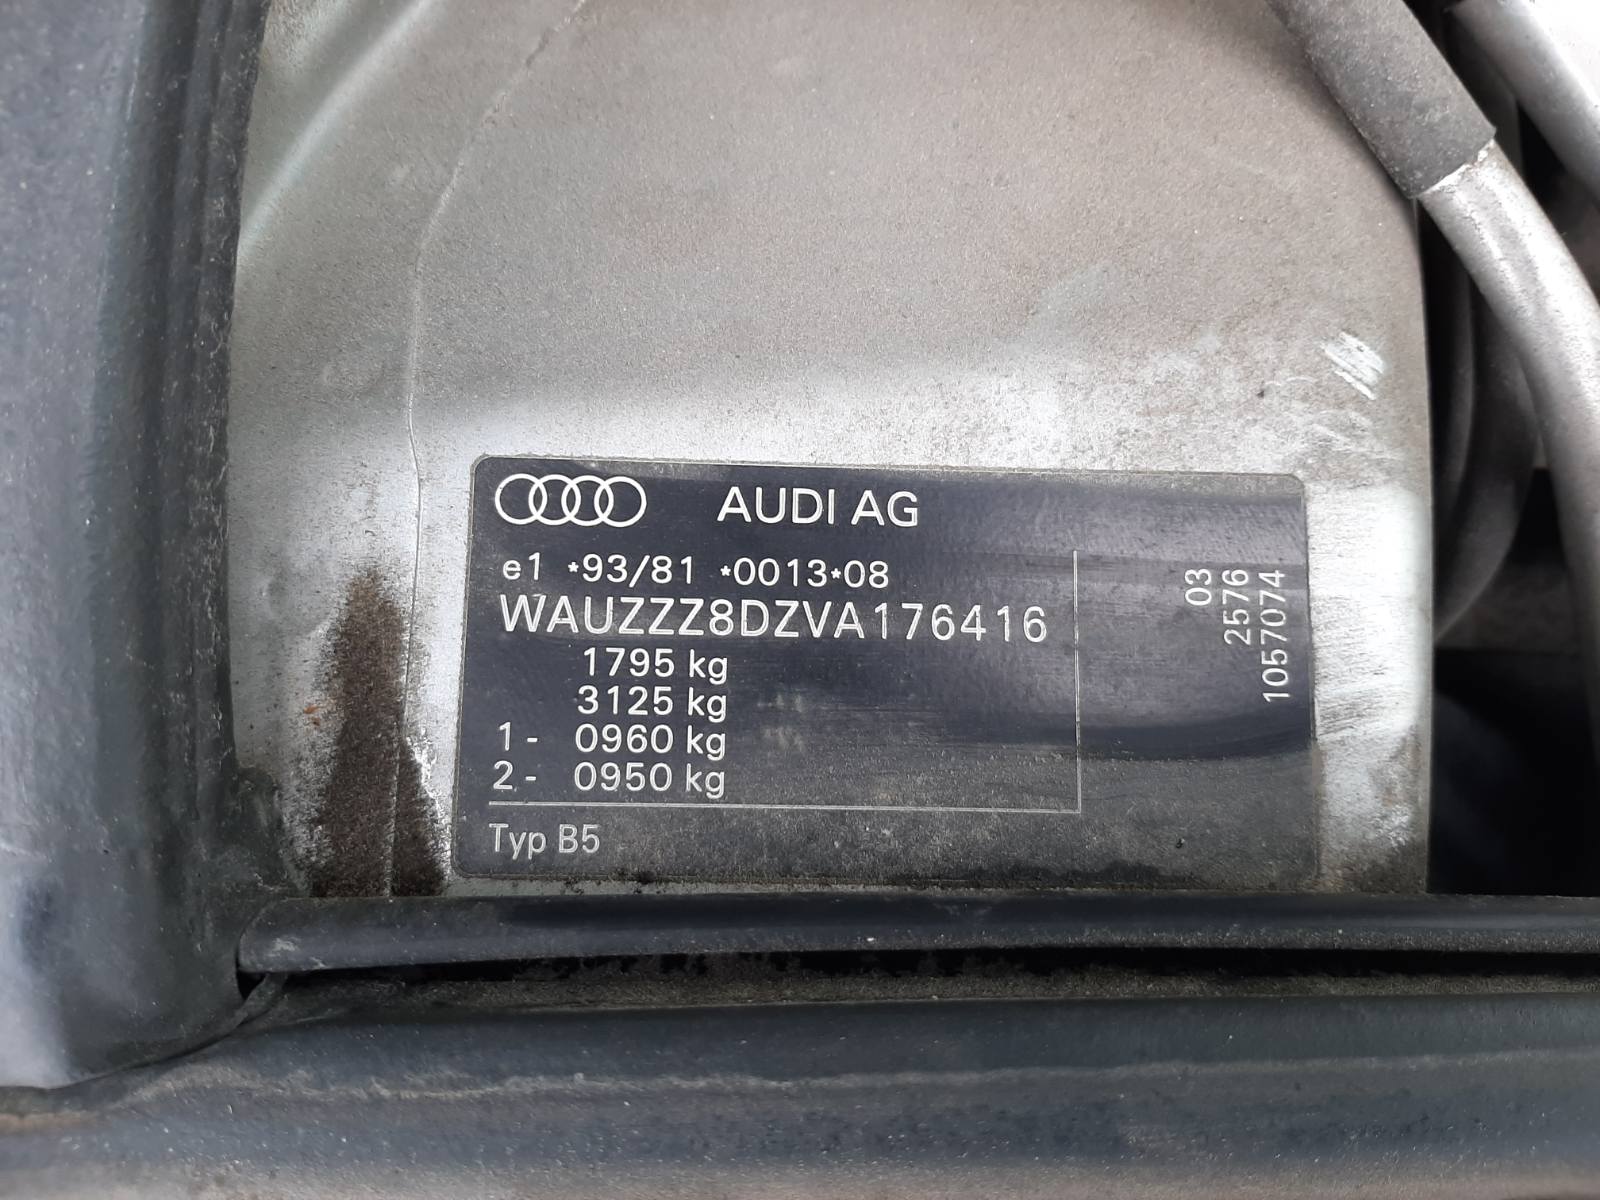 AUDI AG
e1 *93/81 *0013*08
WAUZZZ8DZVA176416
1795 kg
3125 kg
1- 0960 kg
2- 0950 kg
Typ B5
03
2576
1057074